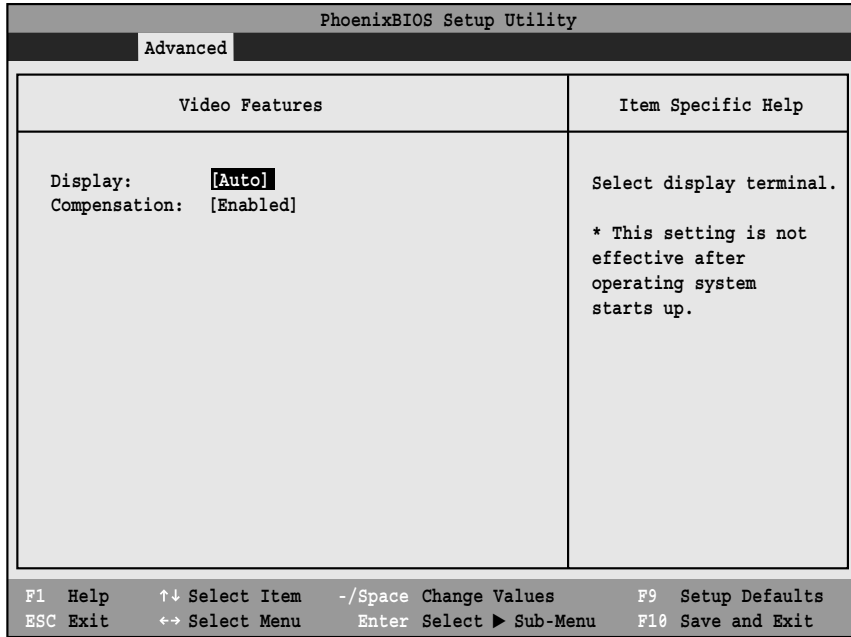 PhoenixBIOS Setup Utility
Advanced
Video Features
Item Specific Help
Display: [Auto]
Compensation: [Enabled]
Select display terminal.
* This setting is not
effective after
operating system
starts up.
F1 Help ↑↓ Select Item -/Space Change Values F9 Setup Defaults
ESC Exit ←→ Select Menu Enter Select ▶ Sub-Menu F10 Save and Exit